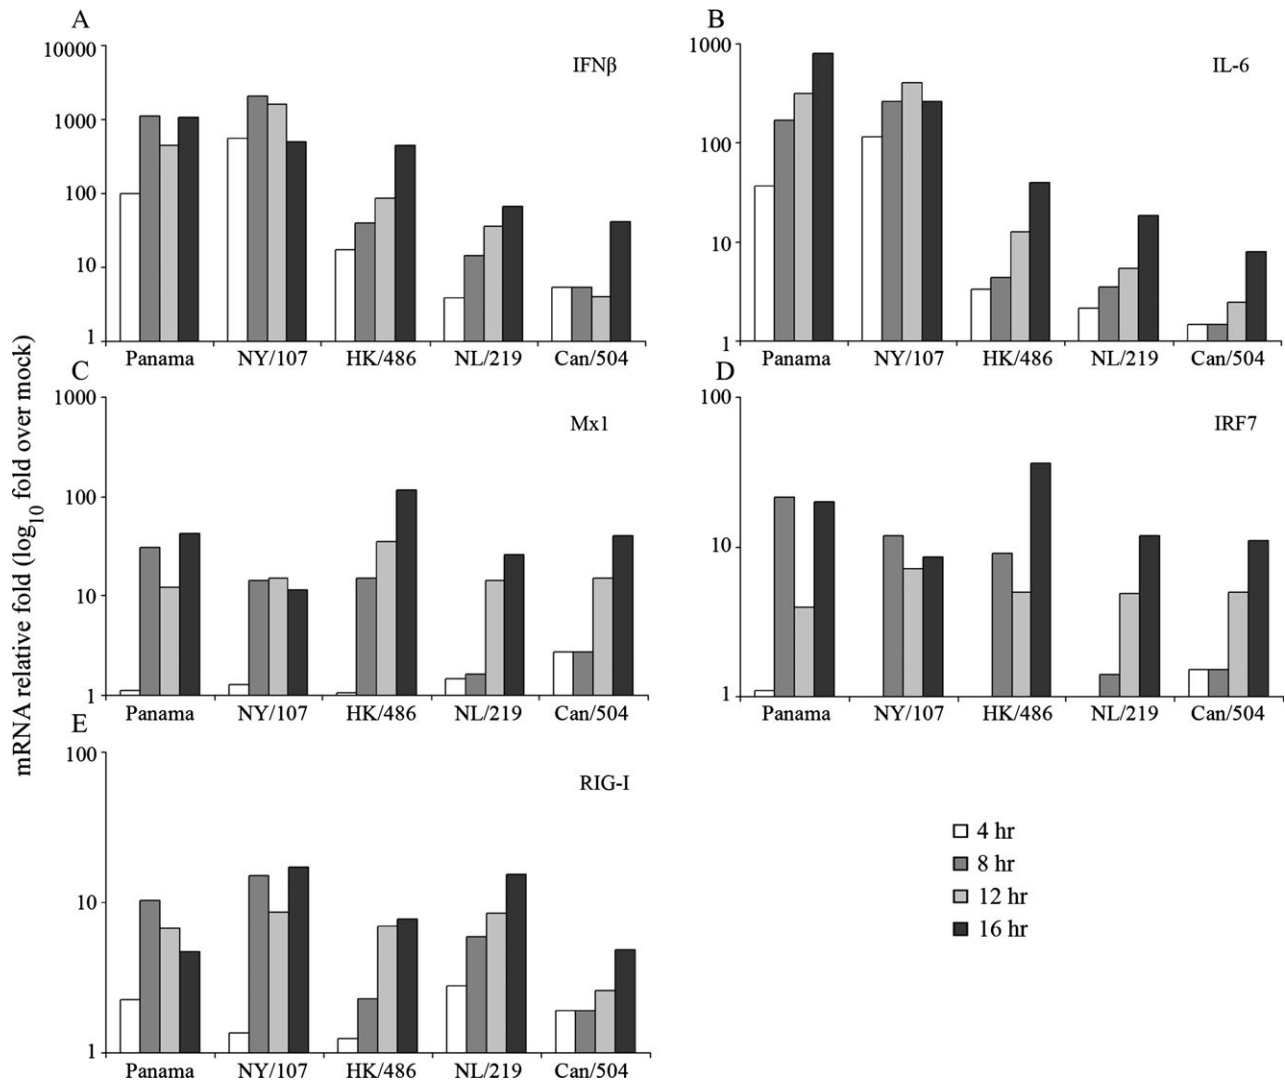 A
IFNβ
10000
1000
100
10
1
Panama NY/107 HK/486 NL/219 Can/504
B
IL-6
1000
100
10
1
Panama NY/107 HK/486 NL/219 Can/504
mRNA relative fold (log10 fold over mock)
C
Mx1
1000
100
10
1
Panama NY/107 HK/486 NL/219 Can/504
D
IRF7
100
10
1
Panama NY/107 HK/486 NL/219 Can/504
E
RIG-I
100
10
1
Panama NY/107 HK/486 NL/219 Can/504
4 hr
8 hr
12 hr
16 hr